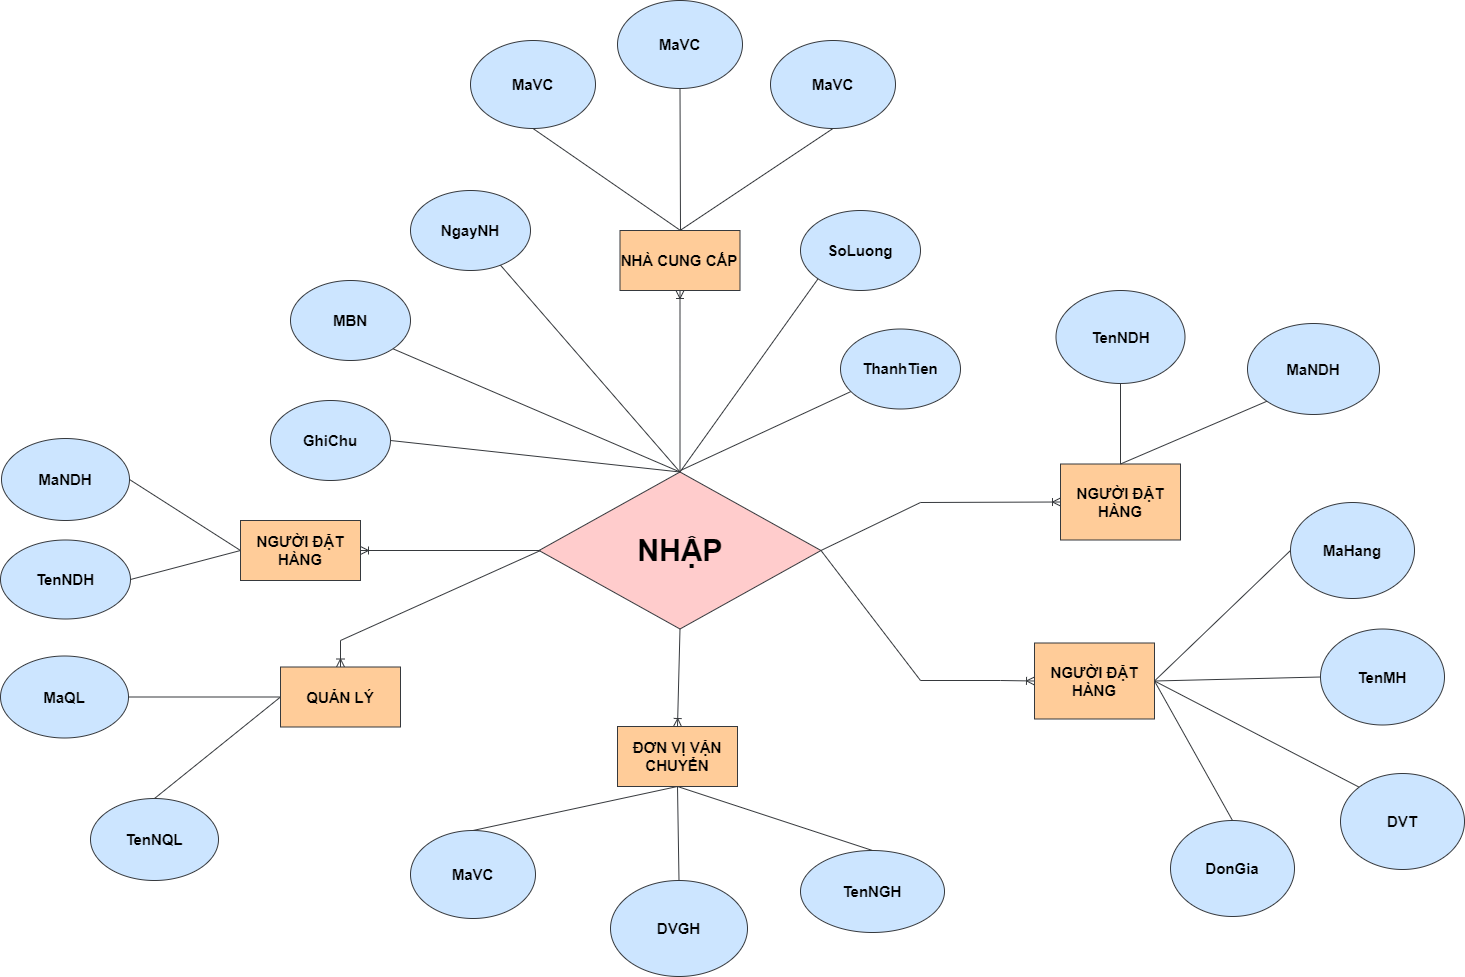 MaVC
MaVC
MaVC
NgayNH
NHÀ CUNG CẤP
SoLuong
MBN
TenNDH
ThanhTien
MaNDH
GhiChu
MaNDH
NGƯỜI ĐẶT
HÀNG
NGƯỜI ĐẶT
HÀNG
NHẬP
MaHang
TenNDH
NGƯỜI ĐẶT
HÀNG
TenMH
MaQL
QUẢN LÝ
ĐƠN VỊ VẬN
CHUYỂN
DVT
TenNQL
MaVC
DonGia
TenNGH
DVGH